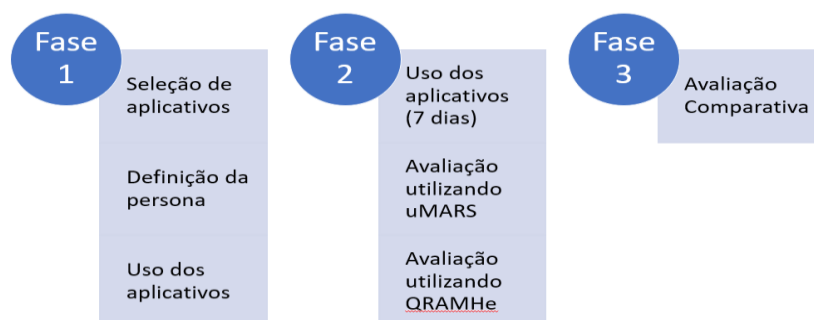 Fase
1
Seleção de
aplicativos
Definição da
persona
Uso dos
aplicativos
Fase
2
Uso dos
aplicativos
(7 dias)
Avaliação
utilizando
uMARS
Avaliação
utilizando
QRAMHe
Fase
3
Avaliação
Comparativa